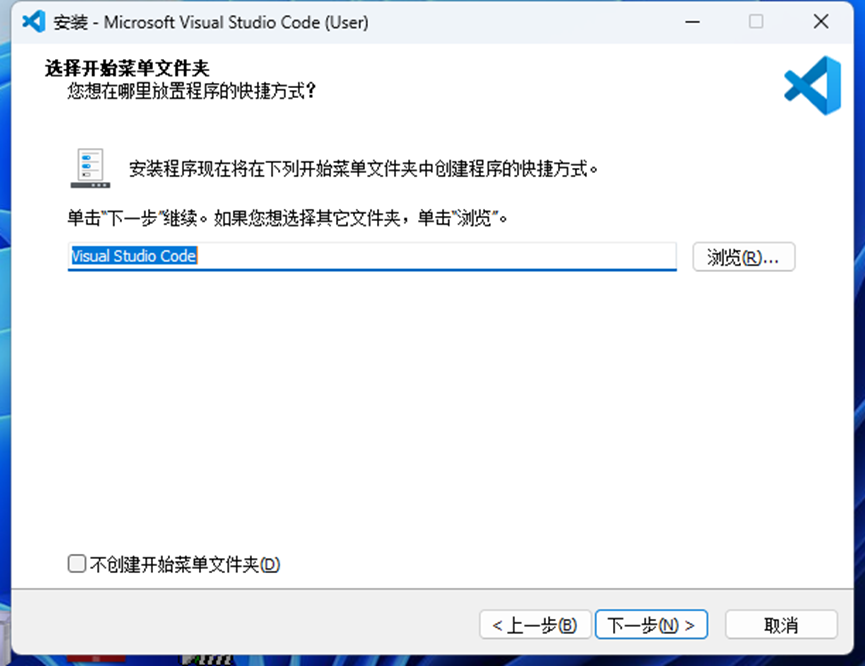 安装 - Microsoft Visual Studio Code (User)
选择开始菜单文件夹
您想在哪里放置程序的快捷方式？
安装程序现在将在下列开始菜单文件夹中创建程序的快捷方式。
单击“下一步”继续。如果您想选择其它文件夹，单击“浏览”。
Visual Studio Code
浏览(R)...
不创建开始菜单文件夹(D)
< 上一步(B)
下一步(N) >
取消